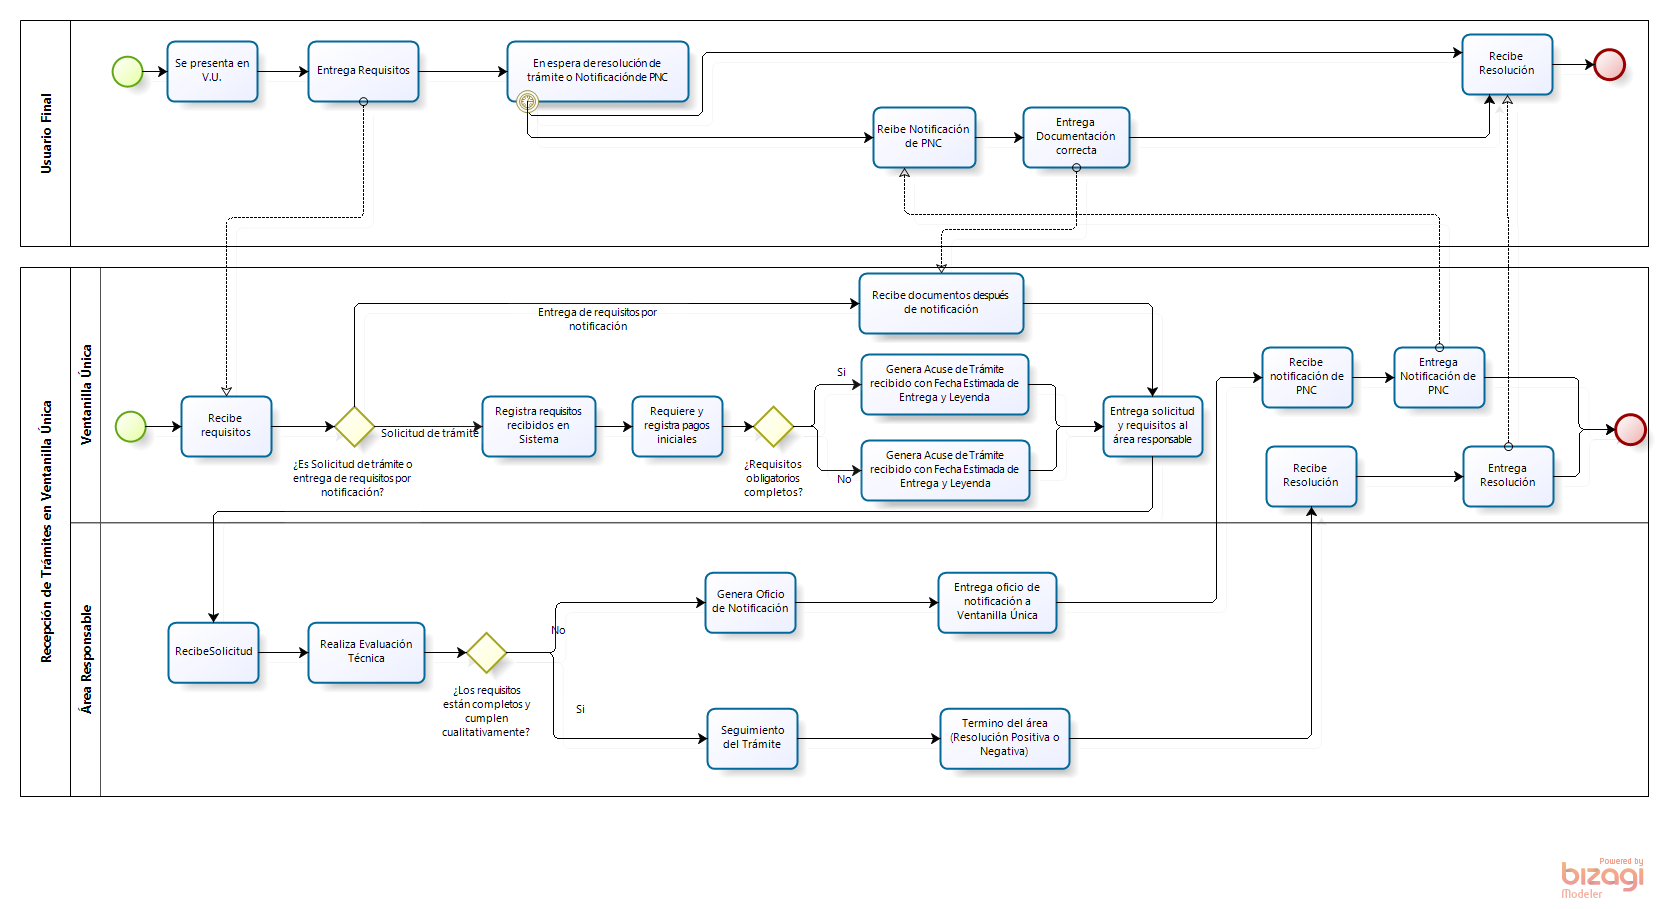 Usuario Final
Se presenta en
V.U.
Entrega Requisitos
En espera de resolución de
trámite o Notificación de PNC
Recibe
Resolución
Reibe Notificación
de PNC
Entrega
Documentación
correcta
Recepción de Trámites en Ventanilla Única
Ventanilla Única
Recibe documentos después
de notificación
Entrega de requisitos por
notificación
Recibe
requisitos
¿Es Solicitud de trámite o
entrega de requisitos por
notificación?
Solicitud de trámite
Registra requisitos
recibidos en
Sistema
Requiere y
registra pagos
iniciales
¿Requisitos
obligatorios
completos?
Si
Genera Acuse de Trámite
recibido con Fecha Estimada de
Entrega y Leyenda
No
Genera Acuse de Trámite
recibido con Fecha Estimada de
Entrega y Leyenda
Entrega solicitud
y requisitos al
área responsable
Recibe
notificación de
PNC
Entrega
Notificación de
PNC
Recibe
Resolución
Entrega
Resolución
Área Responsable
RecibeSolicitud
Realiza Evaluación
Técnica
¿Los requisitos
están completos y
cumplen
cualitativamente?
No
Genera Oficio
de Notificación
Entrega oficio de
notificación a
Ventanilla Única
Si
Seguimiento
del Trámite
Termino del área
(Resolución Positiva o
Negativa)
Powered by
bizagi
Modeler